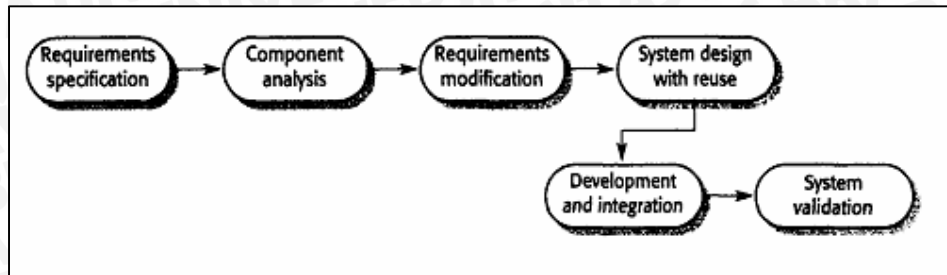 Requirements
specification
Component
analysis
Requirements
modification
System design
with reuse
Development
and integration
System
validation